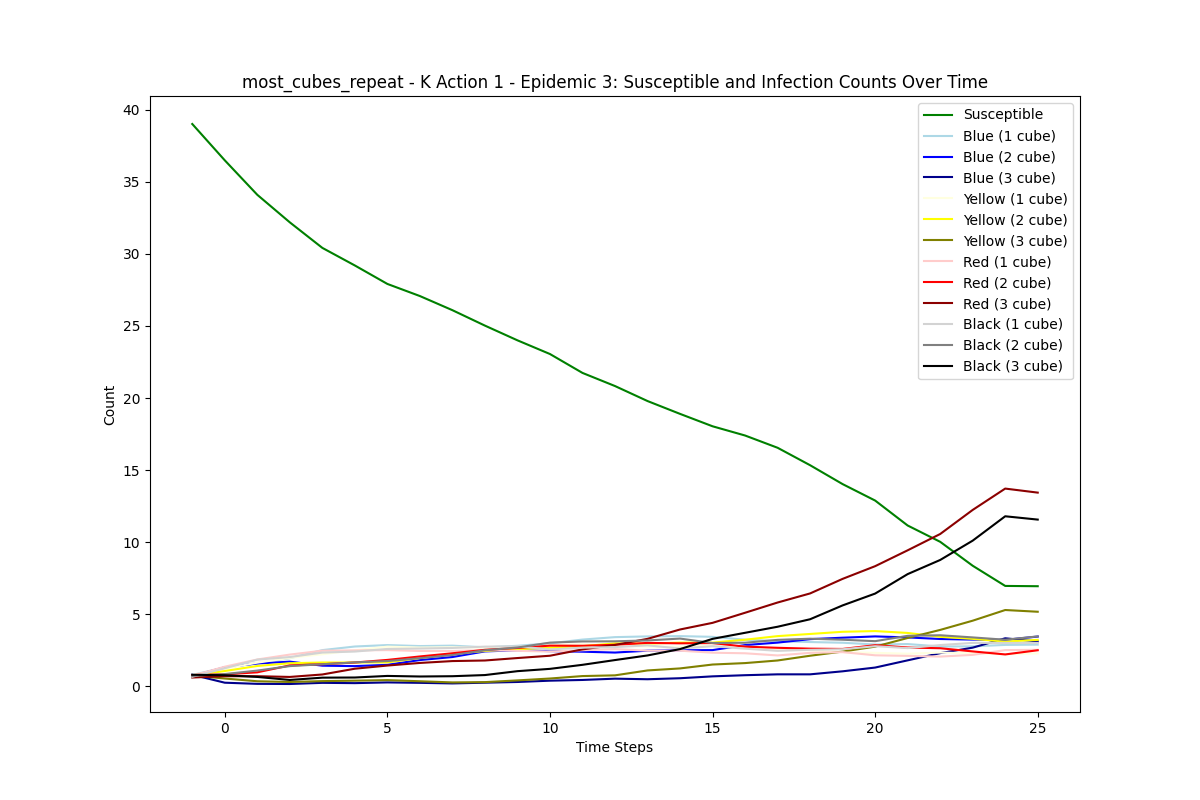 most_cubes_repeat - K Action 1 - Epidemic 3: Susceptible and Infection Counts Over Time
40
35
30
25
20
15
10
5
0
Count
Susceptible
Blue (1 cube)
Blue (2 cube)
Blue (3 cube)
Yellow (1 cube)
Yellow (2 cube)
Yellow (3 cube)
Red (1 cube)
Red (2 cube)
Red (3 cube)
Black (1 cube)
Black (2 cube)
Black (3 cube)
0 5 10 15 20 25
Time Steps